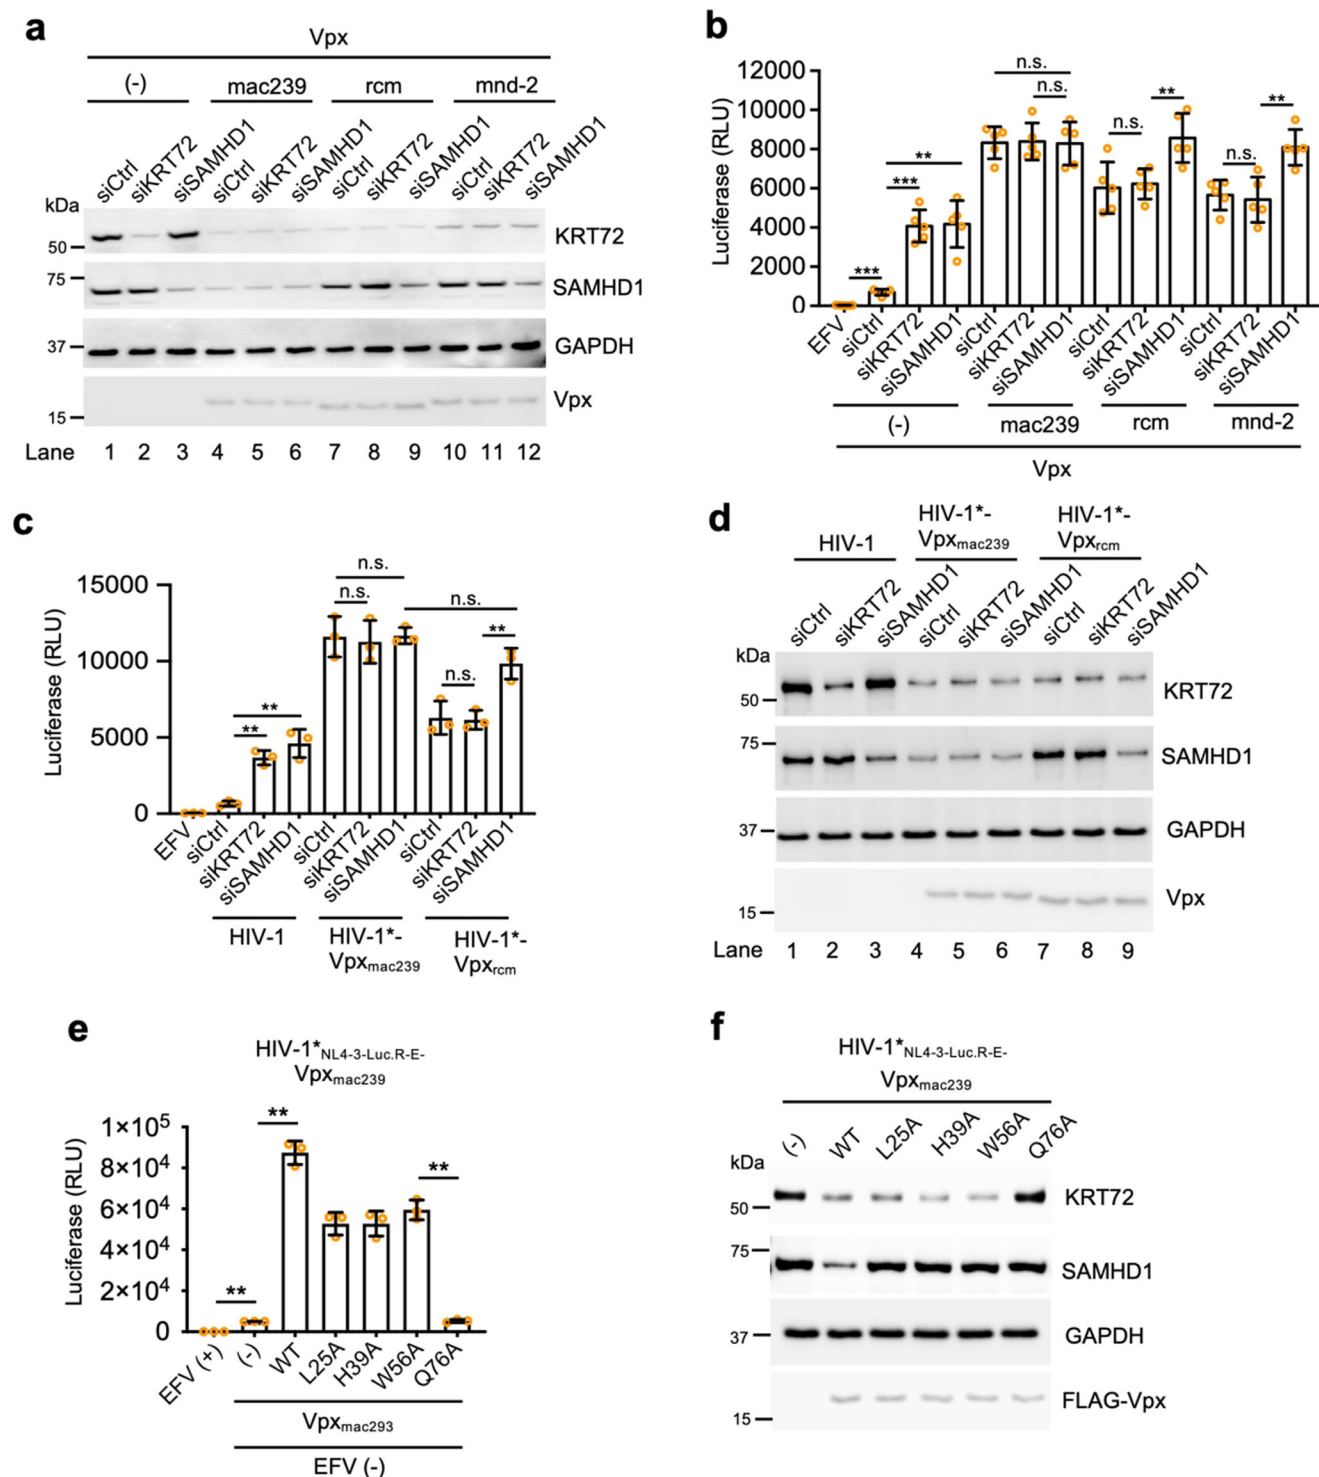 a
Vpx
(-) mac239 rcm mnd-2
siCtrl siKRT72 siSAMHD1 siCtrl siKRT72 siSAMHD1 siCtrl siKRT72 siSAMHD1 siCtrl siKRT72 siSAMHD1
kDa
50 KRT72
75 SAMHD1
37 GAPDH
Vpx
15
Lane 1 2 3 4 5 6 7 8 9 10 11 12
b
Luciferase (RLU)
12000
10000
8000
6000
4000
2000
0
*** *** ** n.s. n.s. n.s. ** n.s. **
EFV siCtrl siKRT72 siSAMHD1 siCtrl siKRT72 siSAMHD1 siCtrl siKRT72 siSAMHD1 siCtrl siKRT72 siSAMHD1
(-) mac239 rcm mnd-2
Vpx
c
Luciferase (RLU)
15000
10000
5000
0
** ** n.s. n.s. n.s. n.s. **
EFV siCtrl siKRT72 siSAMHD1 siCtrl siKRT72 siSAMHD1 siCtrl siKRT72 siSAMHD1
HIV-1 HIV-1*- HIV-1*-
Vpxmac239 Vpxrcm
d
HIV-1*- HIV-1*-
HIV-1 Vpxmac239 Vpxrcm
siCtrl siKRT72 siSAMHD1 siCtrl siKRT72 siSAMHD1 siCtrl siKRT72 siSAMHD1
kDa
50 KRT72
75
SAMHD1
37 GAPDH
Vpx
15
Lane 1 2 3 4 5 6 7 8 9
e
HIV-1*NL4-3-Luc.R-E-
Vpxmac239
Luciferase (RLU)
1×10⁵
8×10⁴
6×10⁴
4×10⁴
2×10⁴
0
** ** **
EFV (+) (-) WT L25A H39A W56A Q76A
Vpxmac293
EFV (-)
f
HIV-1*NL4-3-Luc.R-E-
Vpxmac239
(-) WT L25A H39A W56A Q76A
kDa
50 KRT72
75
SAMHD1
37 GAPDH
FLAG-Vpx
15